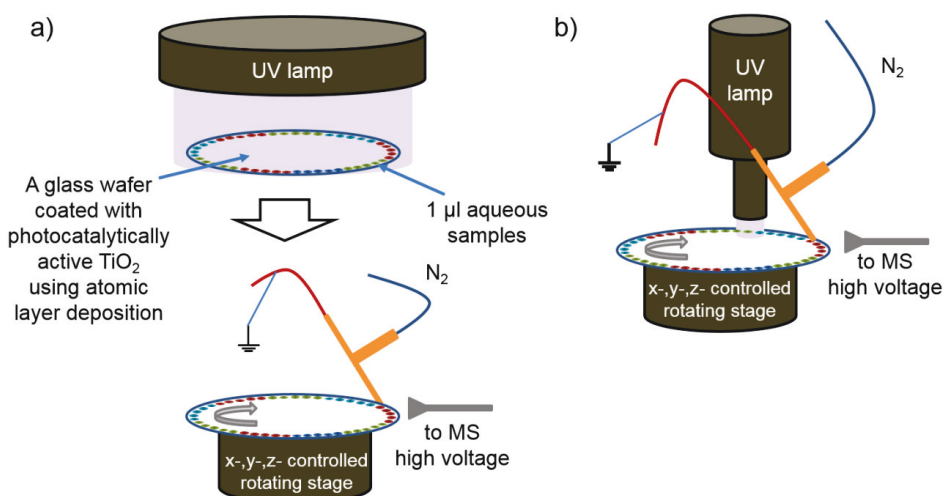 a)
UV lamp
A glass wafer
coated with
photocatalytically
active TiO₂
using atomic
layer deposition
1 µl aqueous
samples
N₂
to MS
high voltage
x-,y-,z- controlled
rotating stage
b)
UV
lamp
N₂
to MS
high voltage
x-,y-,z- controlled
rotating stage